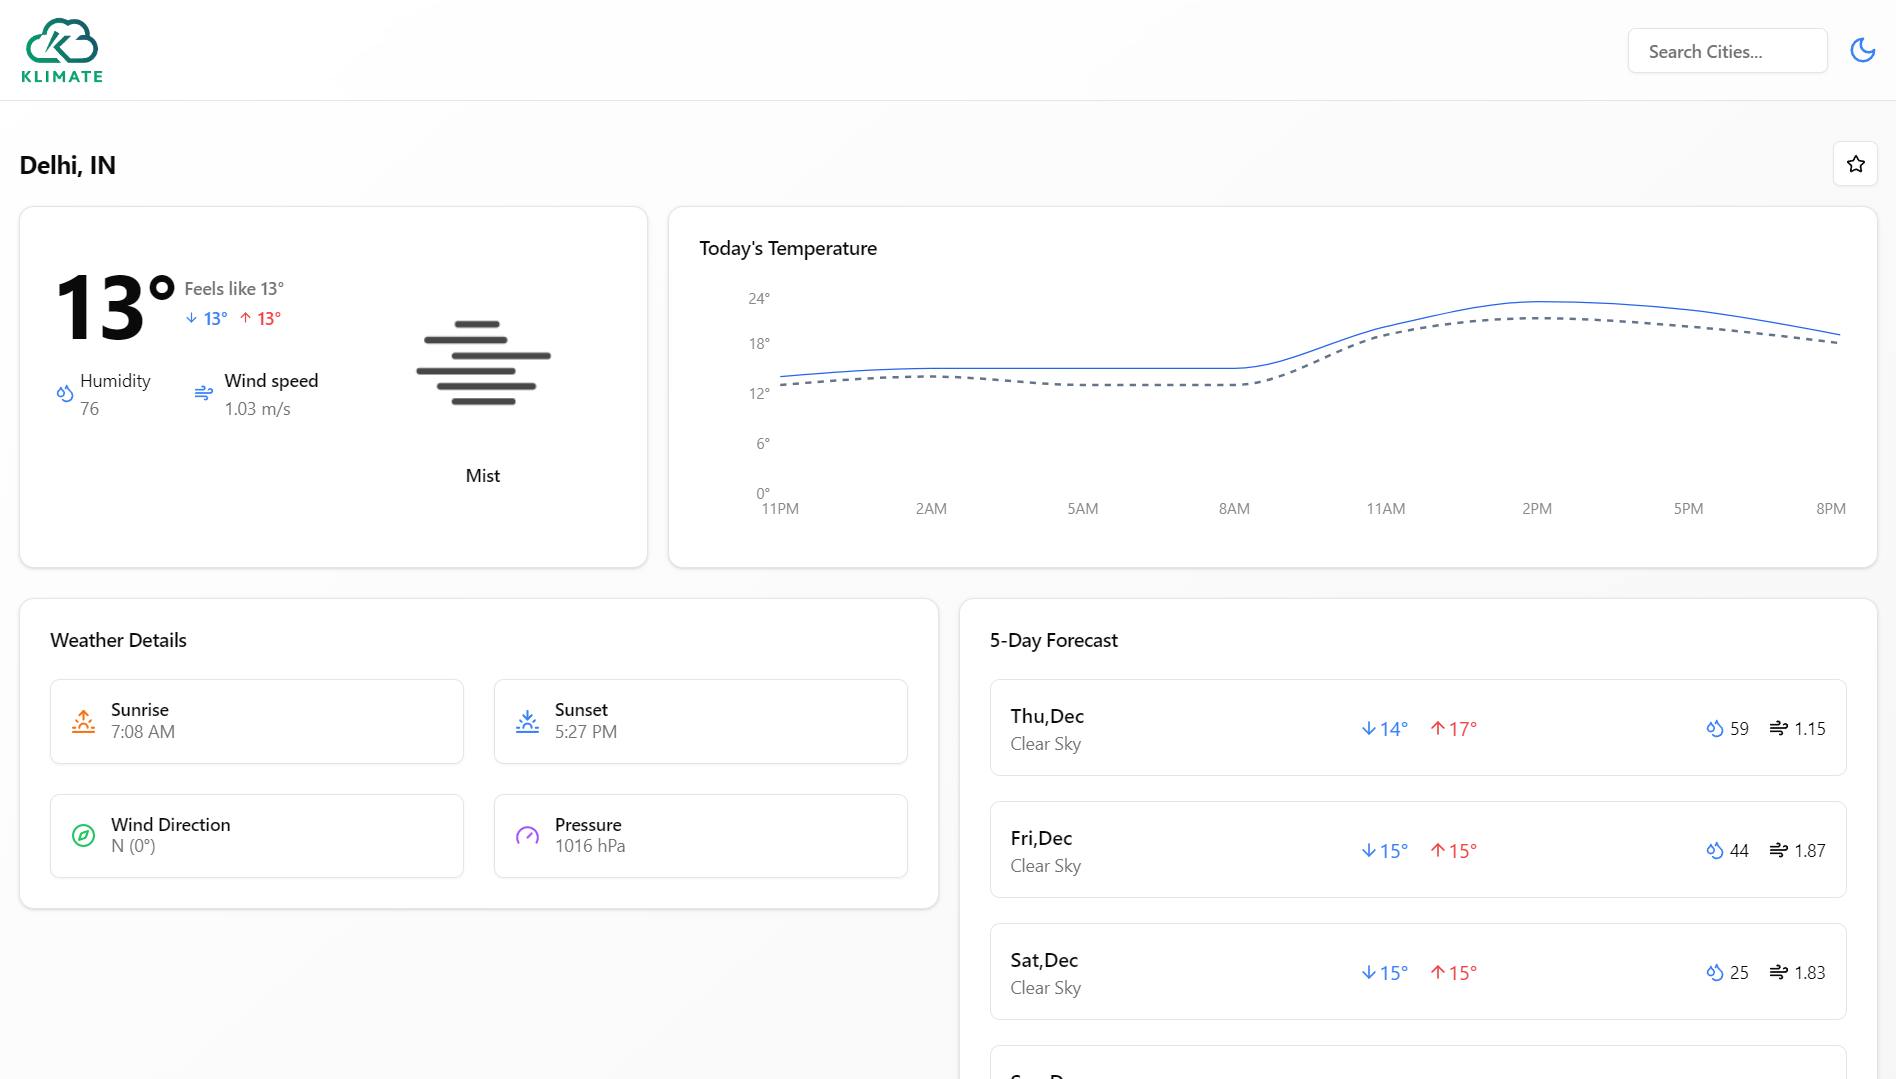 KLIMATE
Search Cities...
Delhi, IN
13°
Feels like 13°
13° 13°
Humidity
76
Wind speed
1.03 m/s
Mist
Today's Temperature
24°
18°
12°
6°
0°
11PM 2AM 5AM 8AM 11AM 2PM 5PM 8PM
Weather Details
Sunrise
7:08 AM
Sunset
5:27 PM
Wind Direction
N (0°)
Pressure
1016 hPa
5-Day Forecast
Thu,Dec
Clear Sky
14° 17° 59 1.15
Fri,Dec
Clear Sky
15° 15° 44 1.87
Sat,Dec
Clear Sky
15° 15° 25 1.83